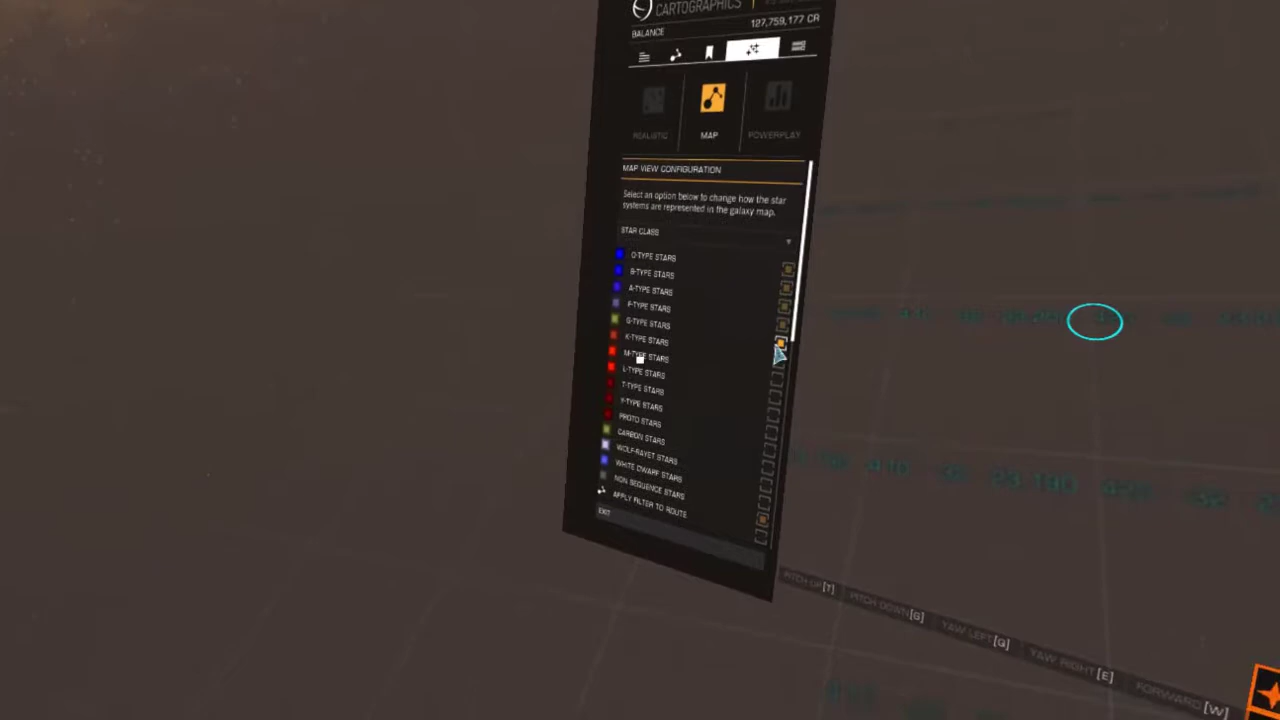 CARTOGRAPHICS
BALANCE 127,759,177 CR
REALISTIC MAP POWERPLAY
MAP VIEW CONFIGURATION
Select an option below to change how the star
systems are represented in the galaxy map.
STAR CLASS
O-TYPE STARS
B-TYPE STARS
A-TYPE STARS
F-TYPE STARS
G-TYPE STARS
K-TYPE STARS
M-TYPE STARS
L-TYPE STARS
T-TYPE STARS
Y-TYPE STARS
PROTO STARS
CARBON STARS
WOLF-RAYET STARS
WHITE DWARF STARS
NON SEQUENCE STARS
APPLY FILTER TO ROUTE
EXIT
PITCH UP[T] PITCH DOWN[G] YAW LEFT[Q] YAW RIGHT[E] FORWARD[W]